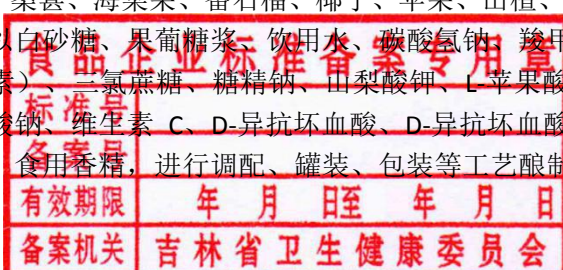 桑葚、海棠果、番石榴、椰子、苹果、山楂、
以白砂糖、果葡糖浆、饮用水、碳酸氢钠、羧甲
食品企业标准备案专用章
素）、三氯蔗糖、糖精钠、山梨酸钾、L-苹果酸
标准号
酸钠、维生素 C、D-异抗坏血酸、D-异抗坏血酸
备案号
食用香精，进行调配、罐装、包装等工艺酿制
有效期限 年 月 日至 年 月 日
备案机关 吉林省卫生健康委员会